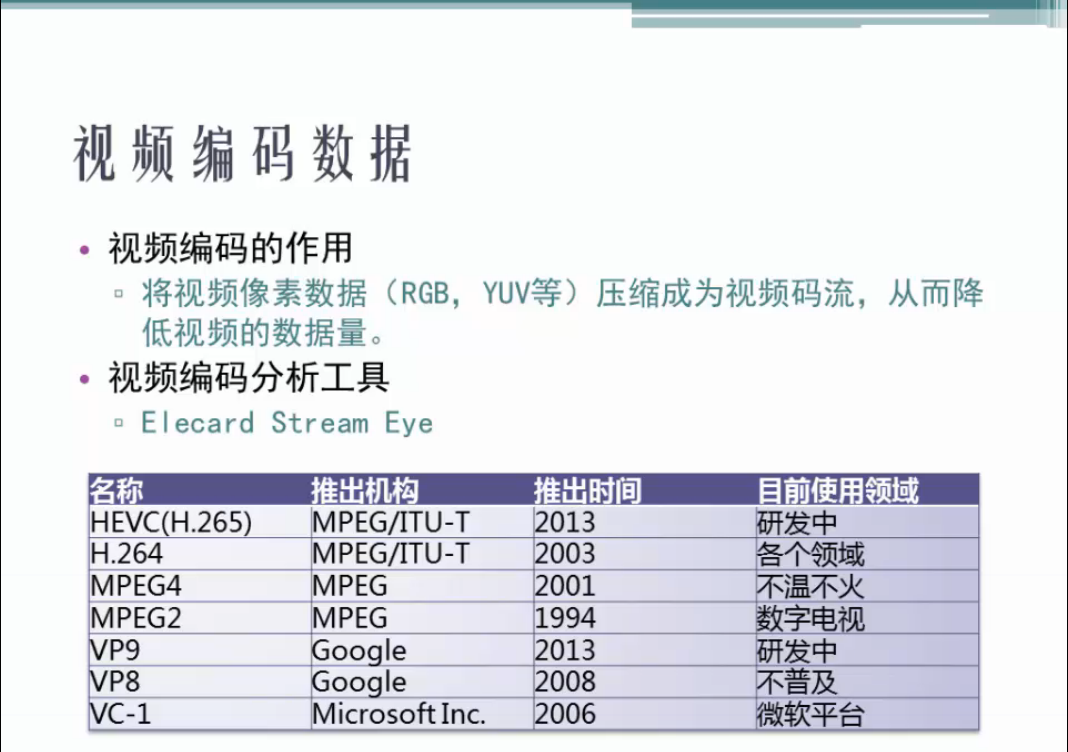 视频编码数据
• 视频编码的作用
▫ 将视频像素数据（RGB，YUV等）压缩成为视频码流，从而降
低视频的数据量。
• 视频编码分析工具
▫ Elecard Stream Eye
名称 推出机构 推出时间 目前使用领域
HEVC(H.265) MPEG/ITU-T 2013 研发中
H.264 MPEG/ITU-T 2003 各个领域
MPEG4 MPEG 2001 不温不火
MPEG2 MPEG 1994 数字电视
VP9 Google 2013 研发中
VP8 Google 2008 不普及
VC-1 Microsoft Inc. 2006 微软平台